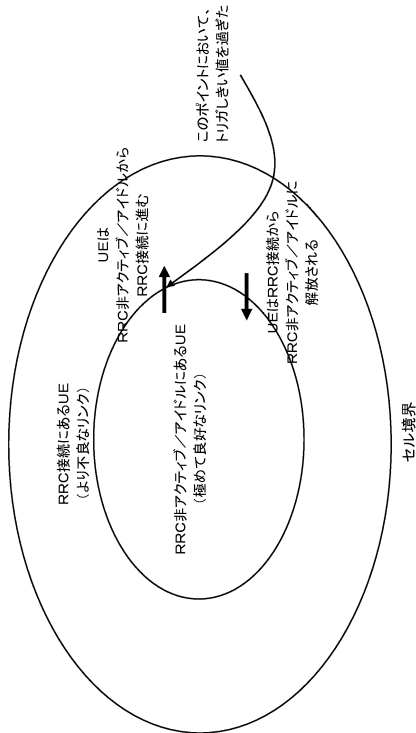 RRC接続にあるUE
(より不良なリンク)
RRC非アクティブ/アイドルにあるUE
(極めて良好なリンク)
UEは
RRC非アクティブ/アイドルから
RRC接続に進む
このポイントにおいて、
トリガしきい値を過ぎた
UEはRRC接続から
RRC非アクティブ/アイドルに
解放される
セル境界